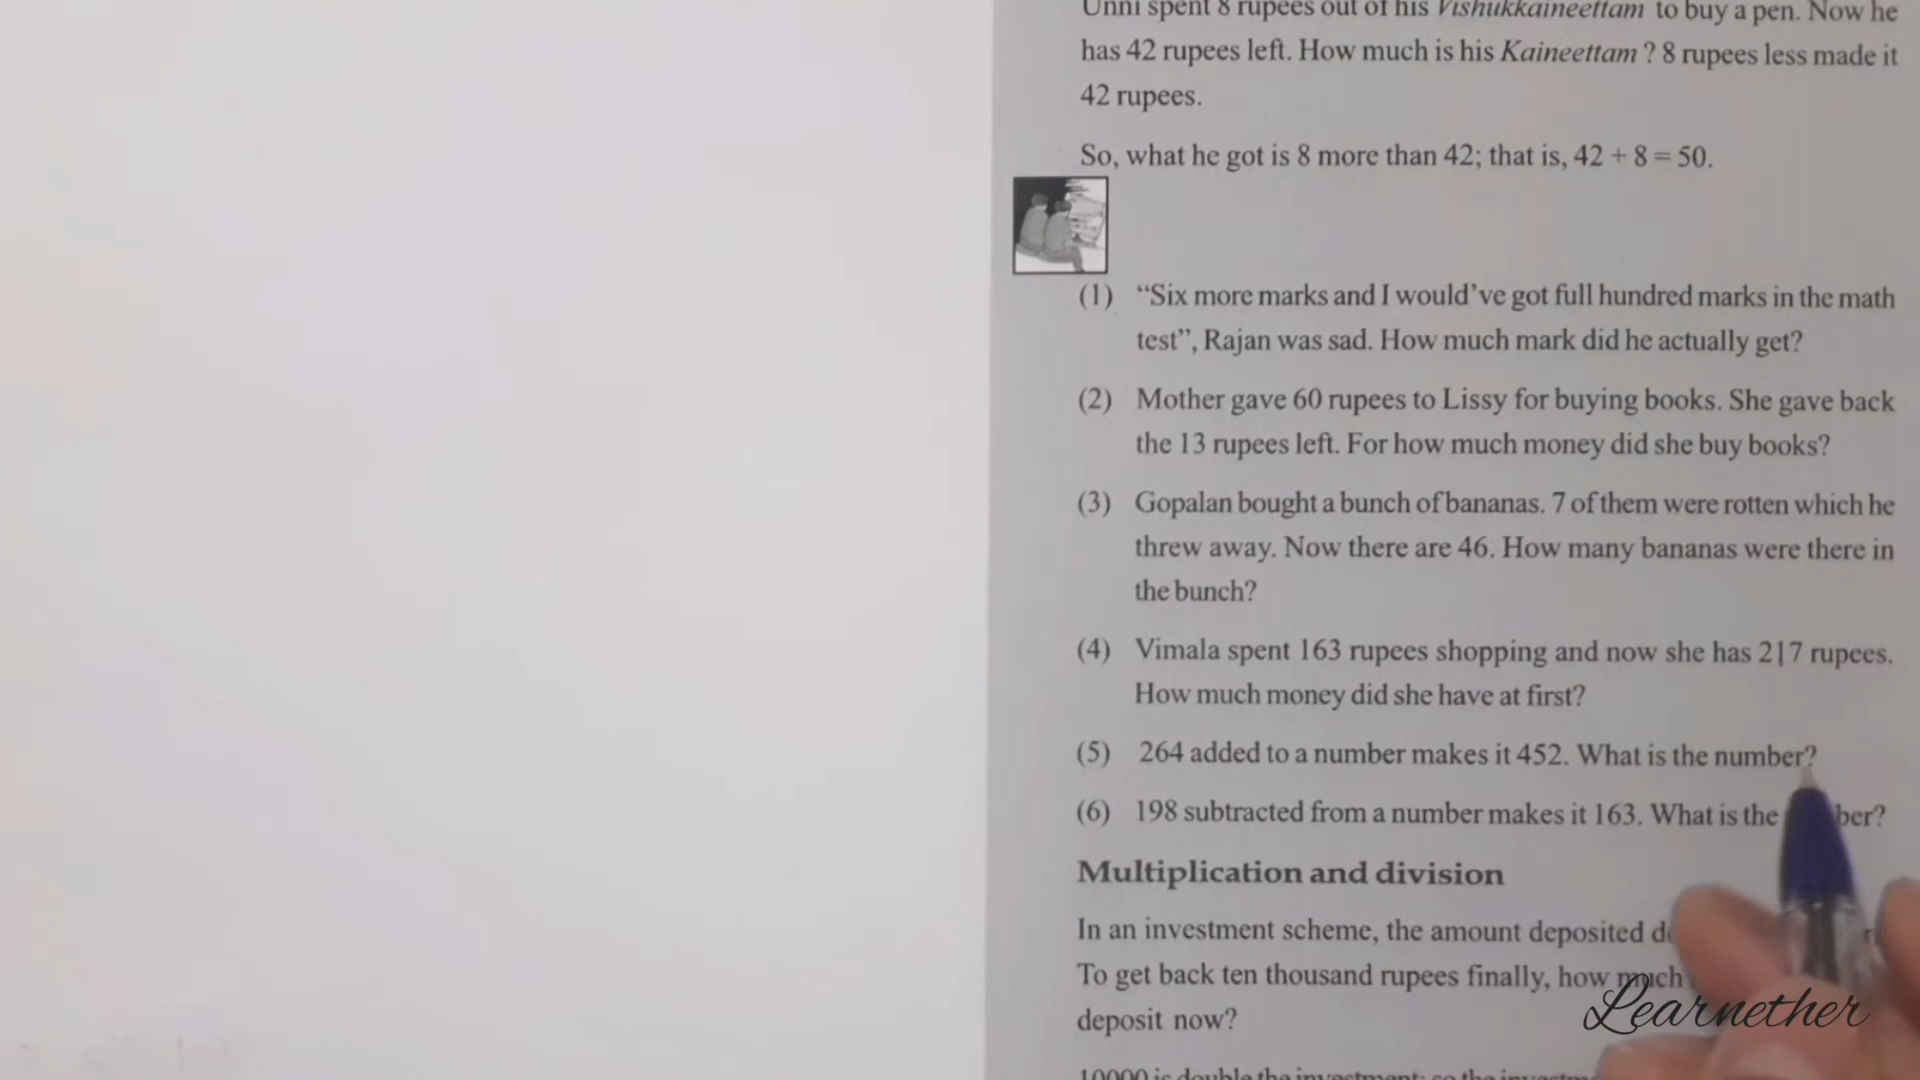 Unni spent 8 rupees out of his Vishukkaineettam to buy a pen. Now he
has 42 rupees left. How much is his Kaineettam ? 8 rupees less made it
42 rupees.
So, what he got is 8 more than 42; that is, 42 + 8 = 50.
(1) “Six more marks and I would’ve got full hundred marks in the math
test”, Rajan was sad. How much mark did he actually get?
(2) Mother gave 60 rupees to Lissy for buying books. She gave back
the 13 rupees left. For how much money did she buy books?
(3) Gopalan bought a bunch of bananas. 7 of them were rotten which he
threw away. Now there are 46. How many bananas were there in
the bunch?
(4) Vimala spent 163 rupees shopping and now she has 217 rupees.
How much money did she have at first?
(5) 264 added to a number makes it 452. What is the number?
(6) 198 subtracted from a number makes it 163. What is the ber?
Multiplication and division
In an investment scheme, the amount deposited
To get back ten thousand rupees finally, how much
deposit now?
10000 is double the investment; so the
Learnether